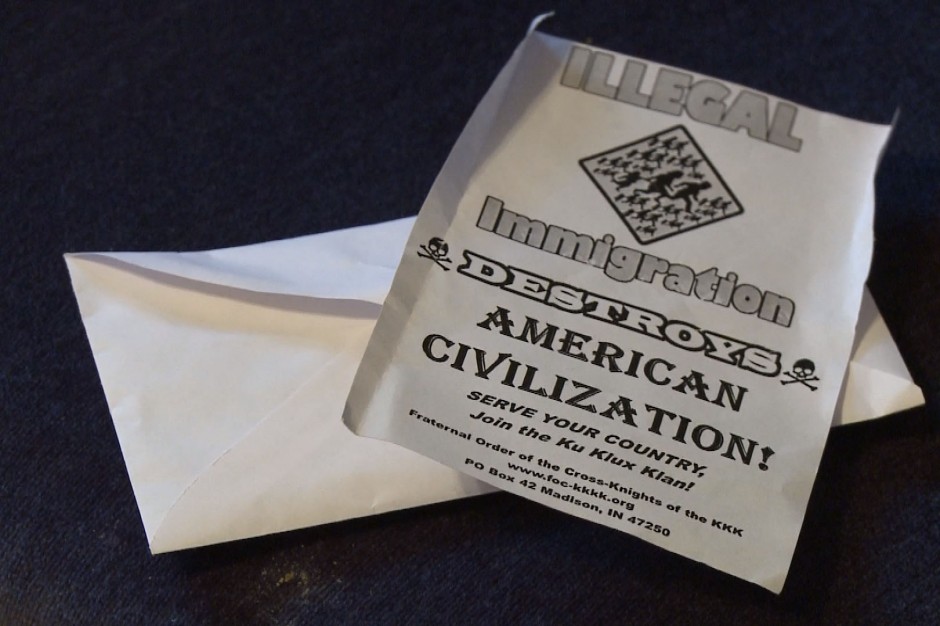 ILLEGAL
Immigration
DESTROYS
AMERICAN
CIVILIZATION!
SERVE YOUR COUNTRY,
Join the Ku Klux Klan!
Fraternal Order of the Cross-Knights of the KKK
www.foc-kkkk.org
PO Box 42 Madison, IN 47250